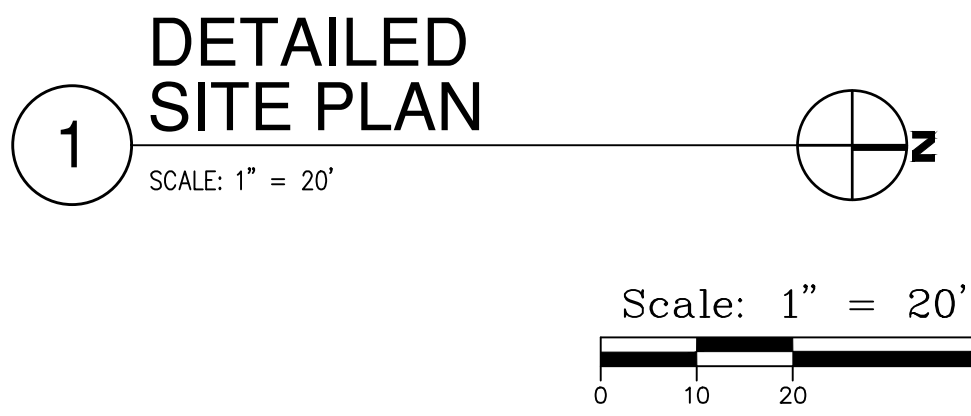 DETAILED
SITE PLAN
1
SCALE: 1" = 20'
N
Scale: 1" = 20'
0 10 20